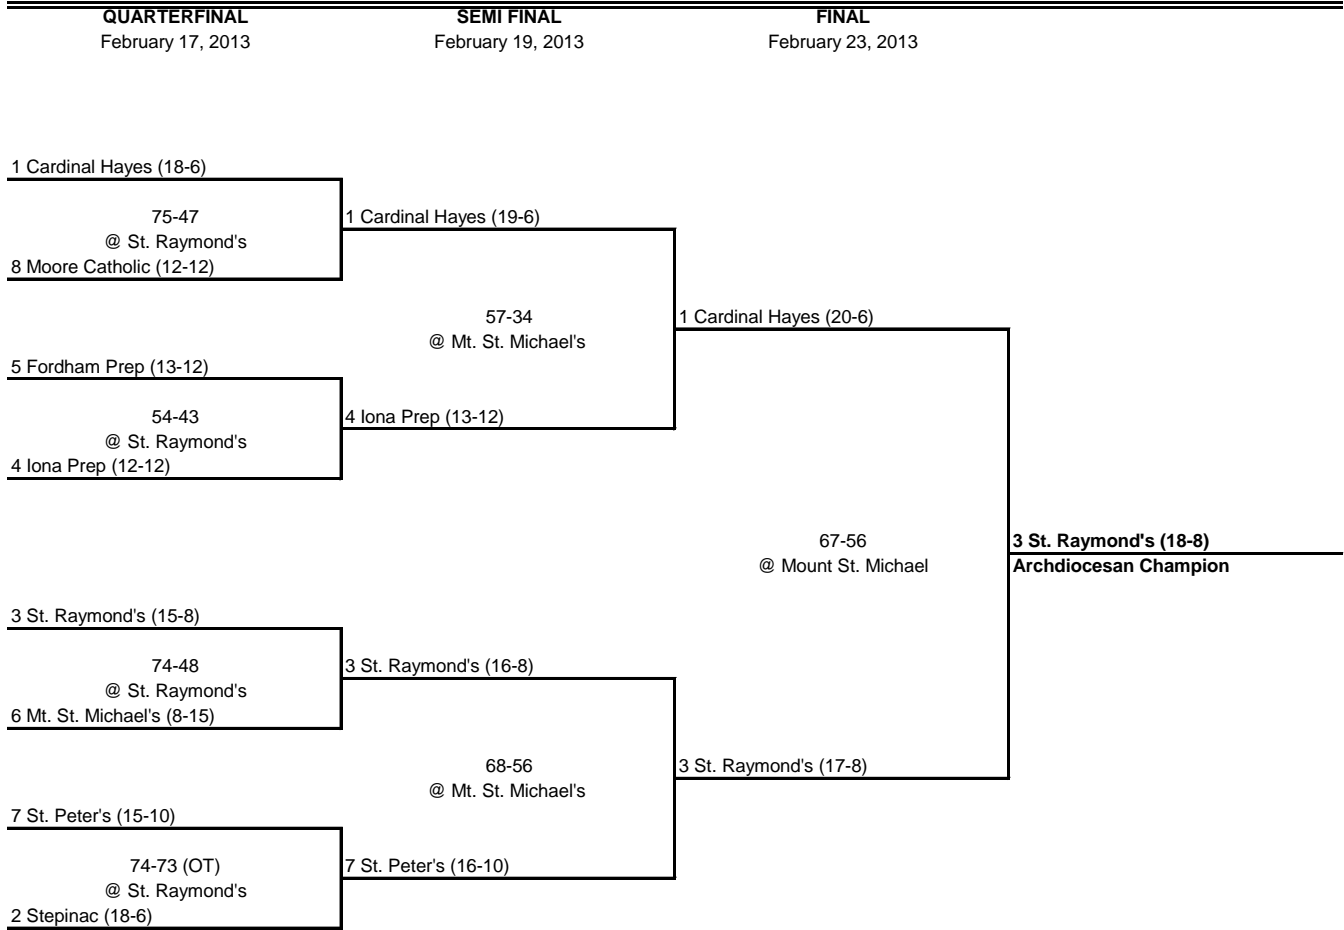 QUARTERFINAL
February 17, 2013
SEMI FINAL
February 19, 2013
FINAL
February 23, 2013
1 Cardinal Hayes (18-6)
75-47
@ St. Raymond's
8 Moore Catholic (12-12)
1 Cardinal Hayes (19-6)
57-34
@ Mt. St. Michael's
1 Cardinal Hayes (20-6)
5 Fordham Prep (13-12)
54-43
@ St. Raymond's
4 Iona Prep (12-12)
4 Iona Prep (13-12)
67-56
@ Mount St. Michael
3 St. Raymond's (18-8)
Archdiocesan Champion
3 St. Raymond's (15-8)
74-48
@ St. Raymond's
6 Mt. St. Michael's (8-15)
3 St. Raymond's (16-8)
68-56
@ Mt. St. Michael's
3 St. Raymond's (17-8)
7 St. Peter's (15-10)
74-73 (OT)
@ St. Raymond's
2 Stepinac (18-6)
7 St. Peter's (16-10)